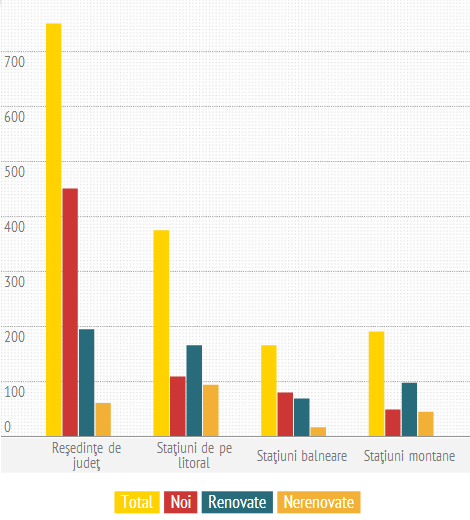 700
600
500
400
300
200
100
0
Reşedinţe de
judeţ
Staţiuni de pe
litoral
Staţiuni balneare
Staţiuni montane
Total Noi Renovate Nerenovate